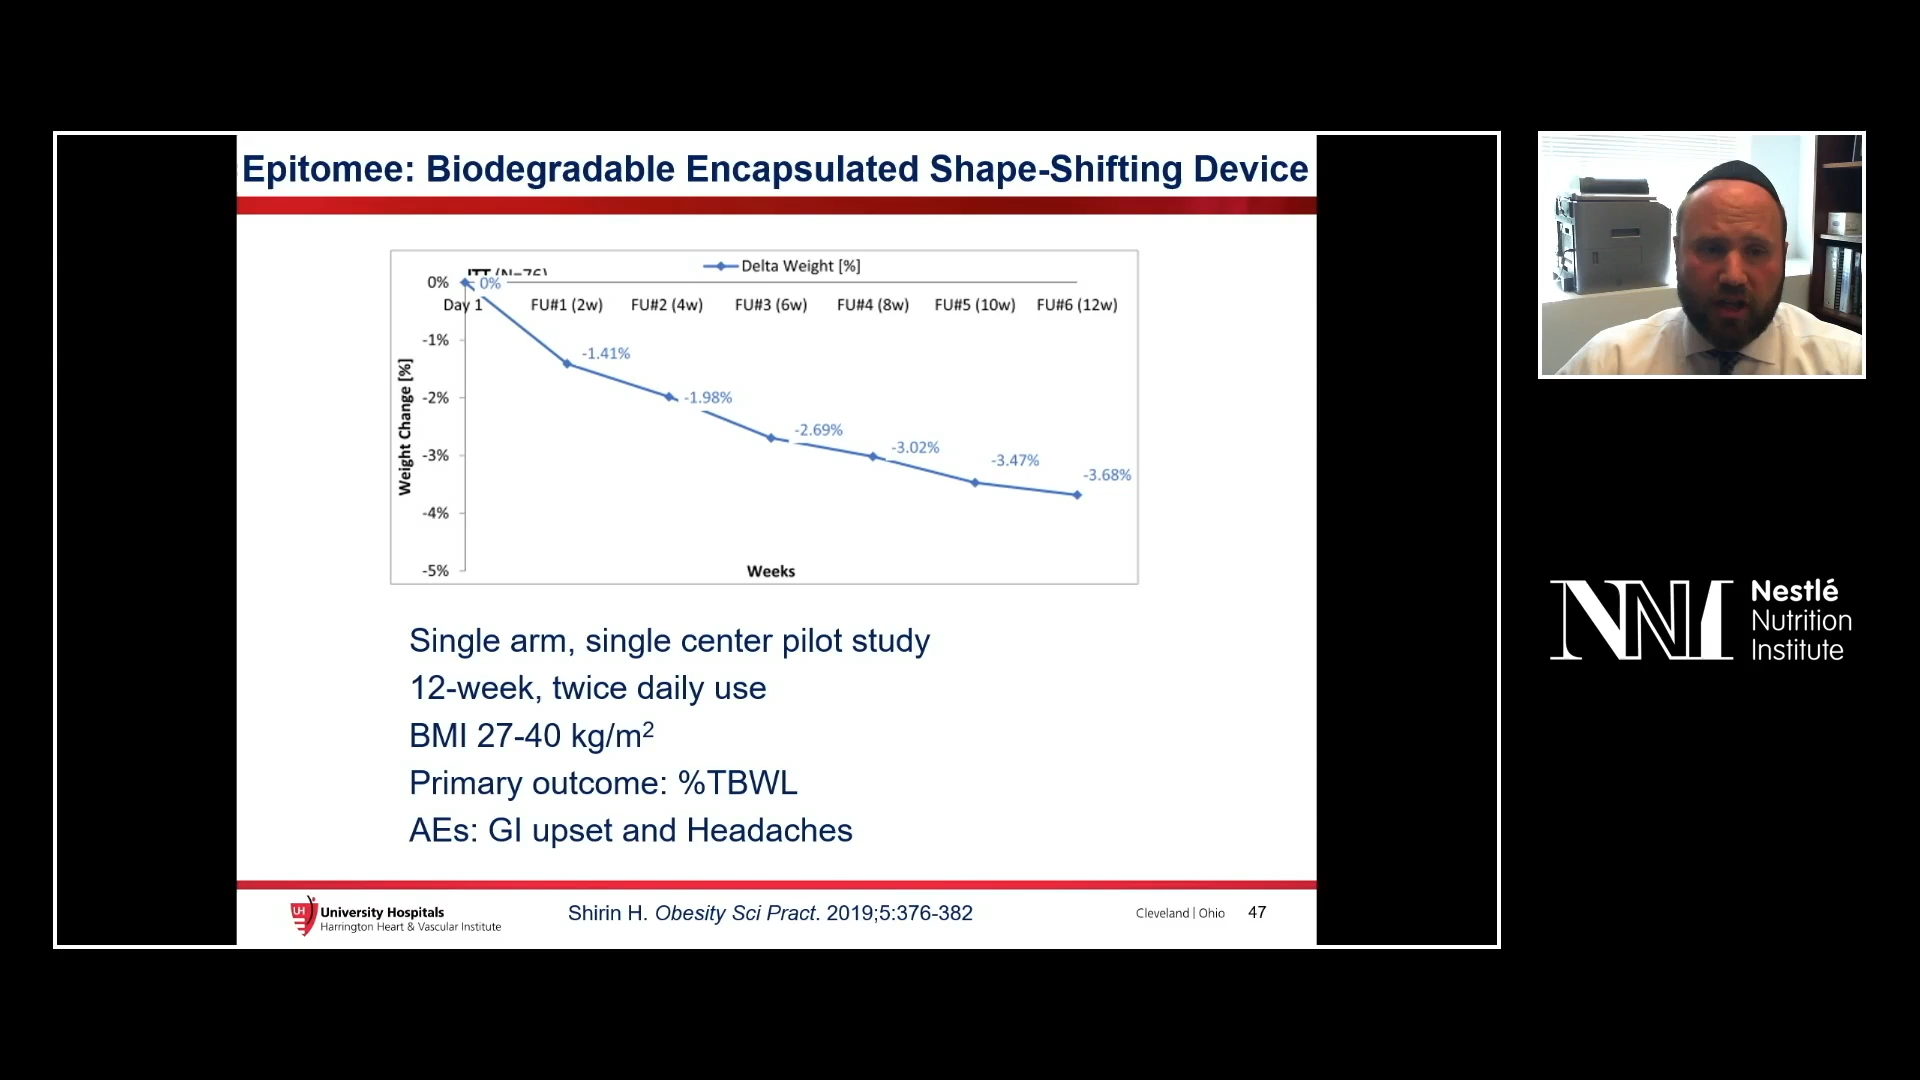 Epitomee: Biodegradable Encapsulated Shape-Shifting Device
Delta Weight [%]
ITT (N=76)
0%
0%
Day 1
FU#1 (2w)
FU#2 (4w)
FU#3 (6w)
FU#4 (8w)
FU#5 (10w)
FU#6 (12w)
-1%
-2%
-3%
-4%
-5%
Weight Change [%]
-1.41%
-1.98%
-2.69%
-3.02%
-3.47%
-3.68%
Weeks
Single arm, single center pilot study
12-week, twice daily use
BMI 27-40 kg/m²
Primary outcome: %TBWL
AEs: GI upset and Headaches
UH
University Hospitals
Harrington Heart & Vascular Institute
Shirin H. Obesity Sci Pract. 2019;5:376-382
Cleveland | Ohio
47
NNI
Nestlé
Nutrition
Institute